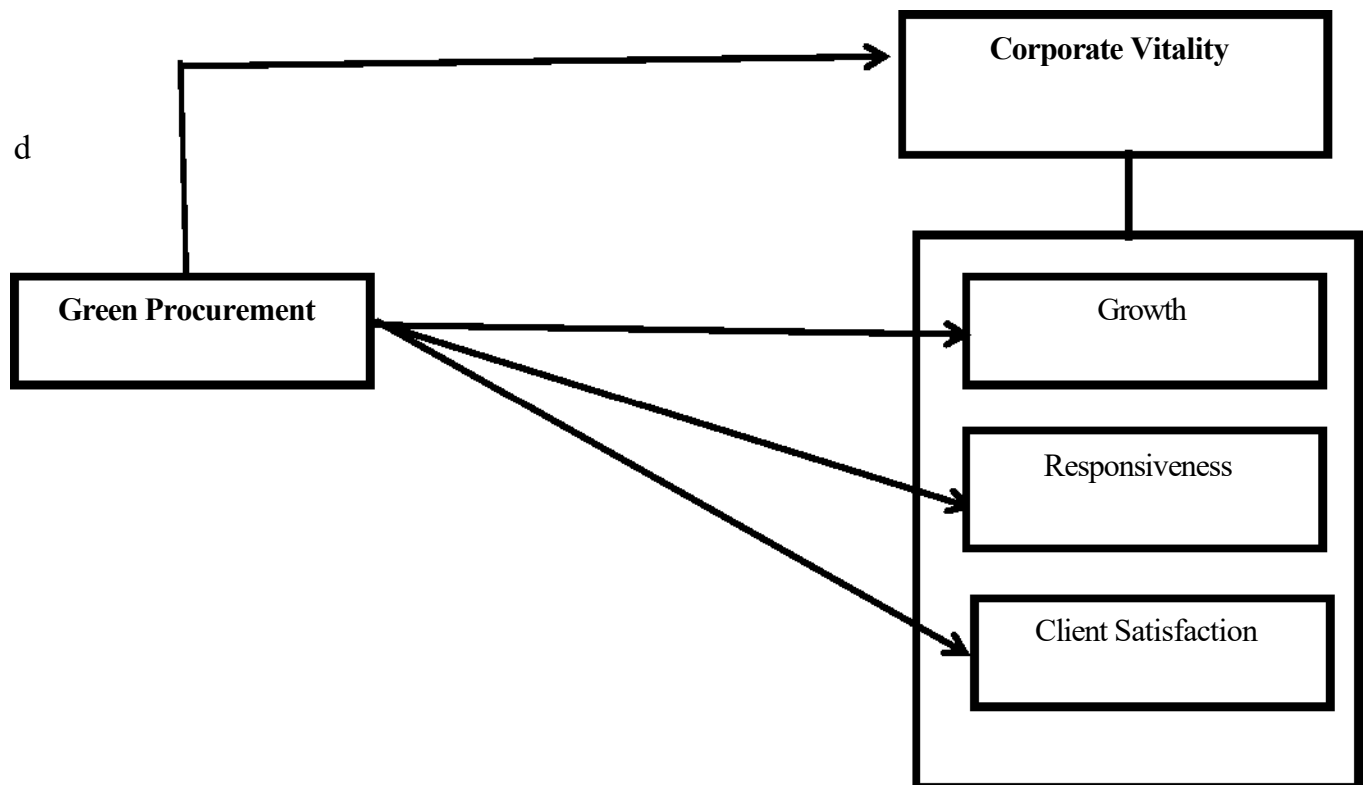 Corporate Vitality
d
Green Procurement
Growth
Responsiveness
Client Satisfaction